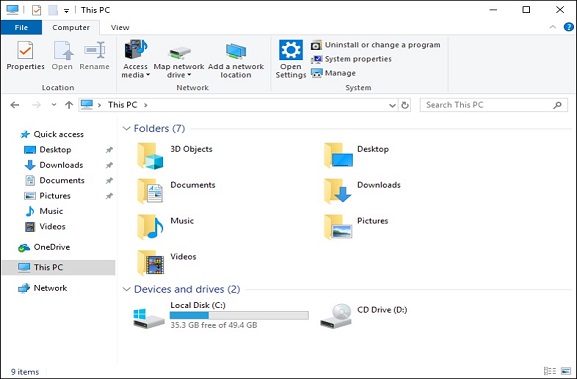 This PC
File Computer View
Properties Open Rename Access media Map network drive Add a network location Open Settings Uninstall or change a program
System properties
Manage
Location Network System
This PC Search This PC
Quick access
Desktop
Downloads
Documents
Pictures
Music
Videos
OneDrive
This PC
Network
Folders (7)
3D Objects Desktop
Documents Downloads
Music Pictures
Videos
Devices and drives (2)
Local Disk (C:) CD Drive (D:)
35.3 GB free of 49.4 GB
9 items